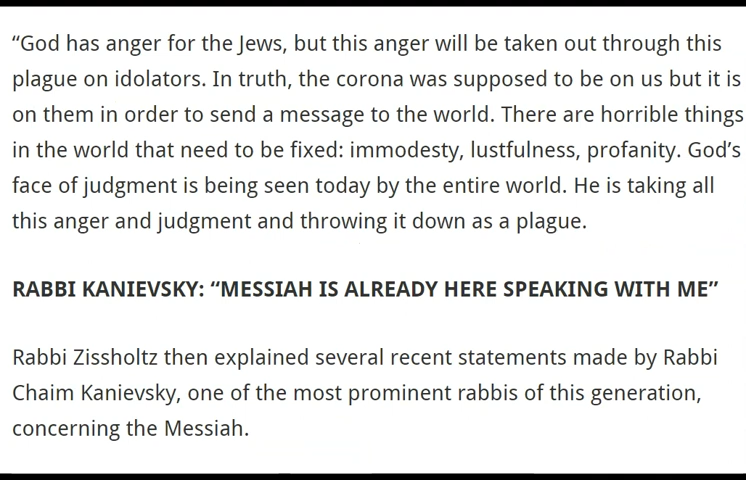 “God has anger for the Jews, but this anger will be taken out through this
plague on idolators. In truth, the corona was supposed to be on us but it is
on them in order to send a message to the world. There are horrible things
in the world that need to be fixed: immodesty, lustfulness, profanity. God’s
face of judgment is being seen today by the entire world. He is taking all
this anger and judgment and throwing it down as a plague.
RABBI KANIEVSKY: “MESSIAH IS ALREADY HERE SPEAKING WITH ME”
Rabbi Zissholtz then explained several recent statements made by Rabbi
Chaim Kanievsky, one of the most prominent rabbis of this generation,
concerning the Messiah.